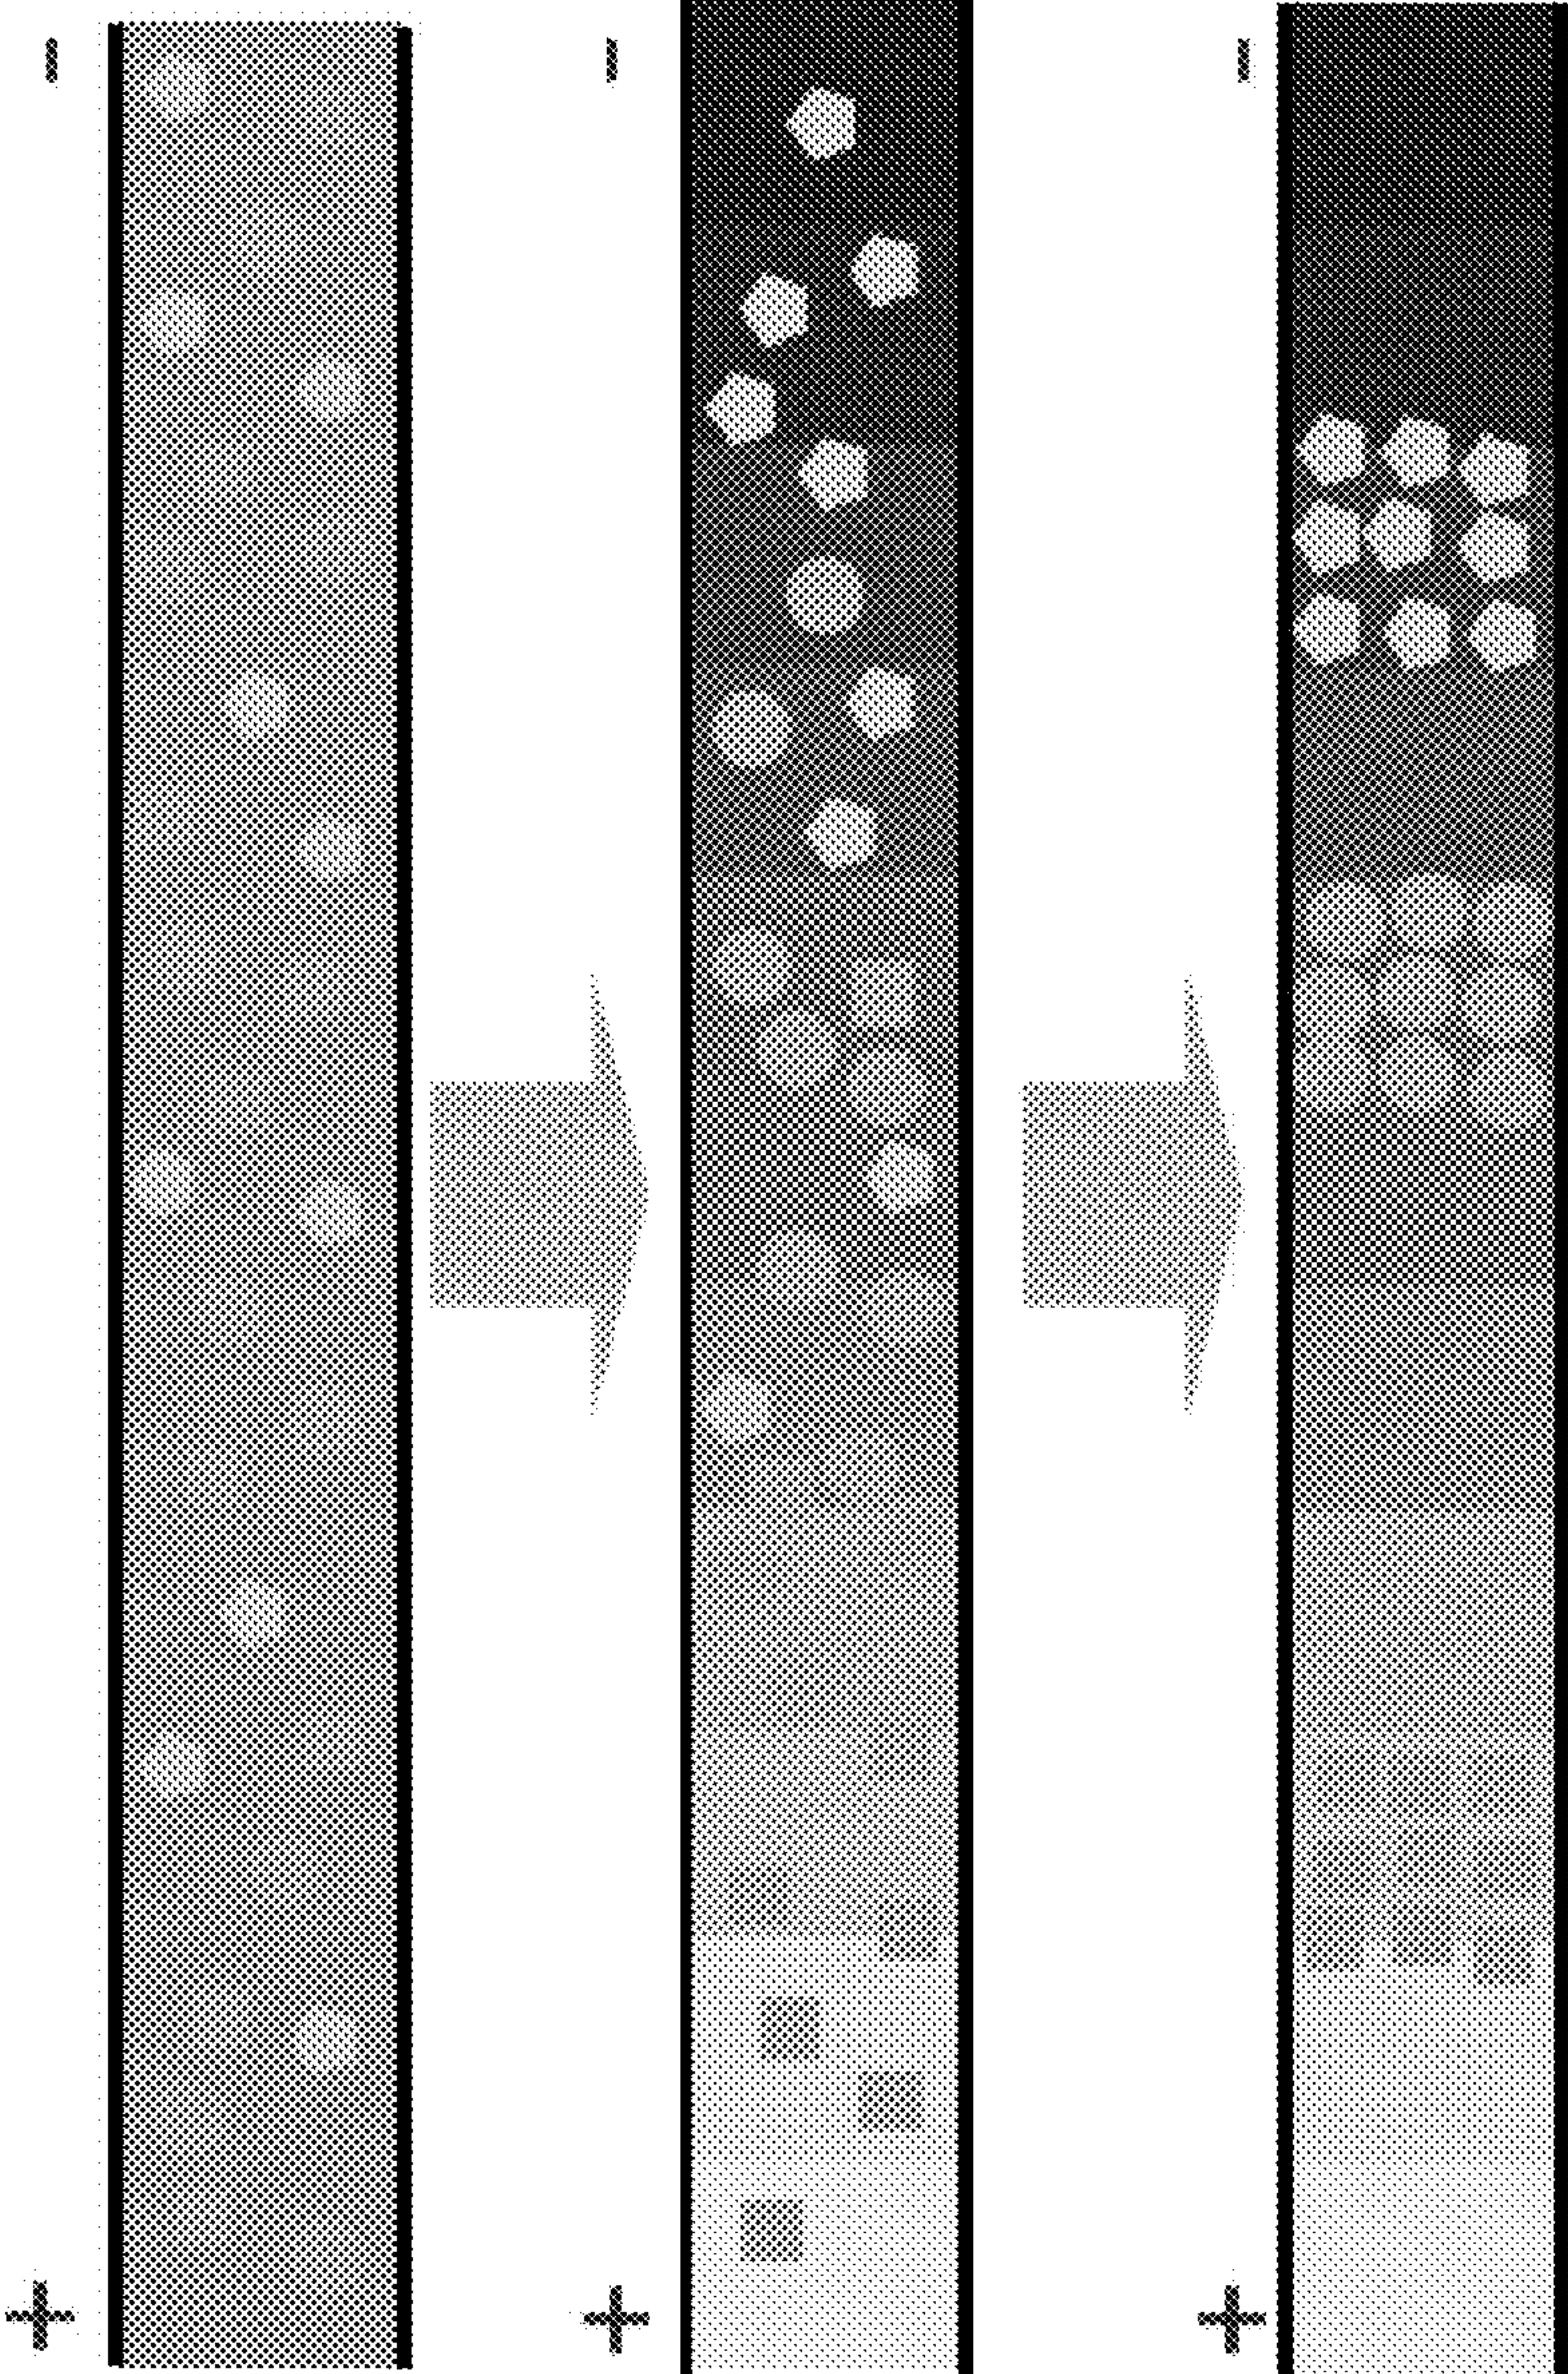 - - -
+ + +